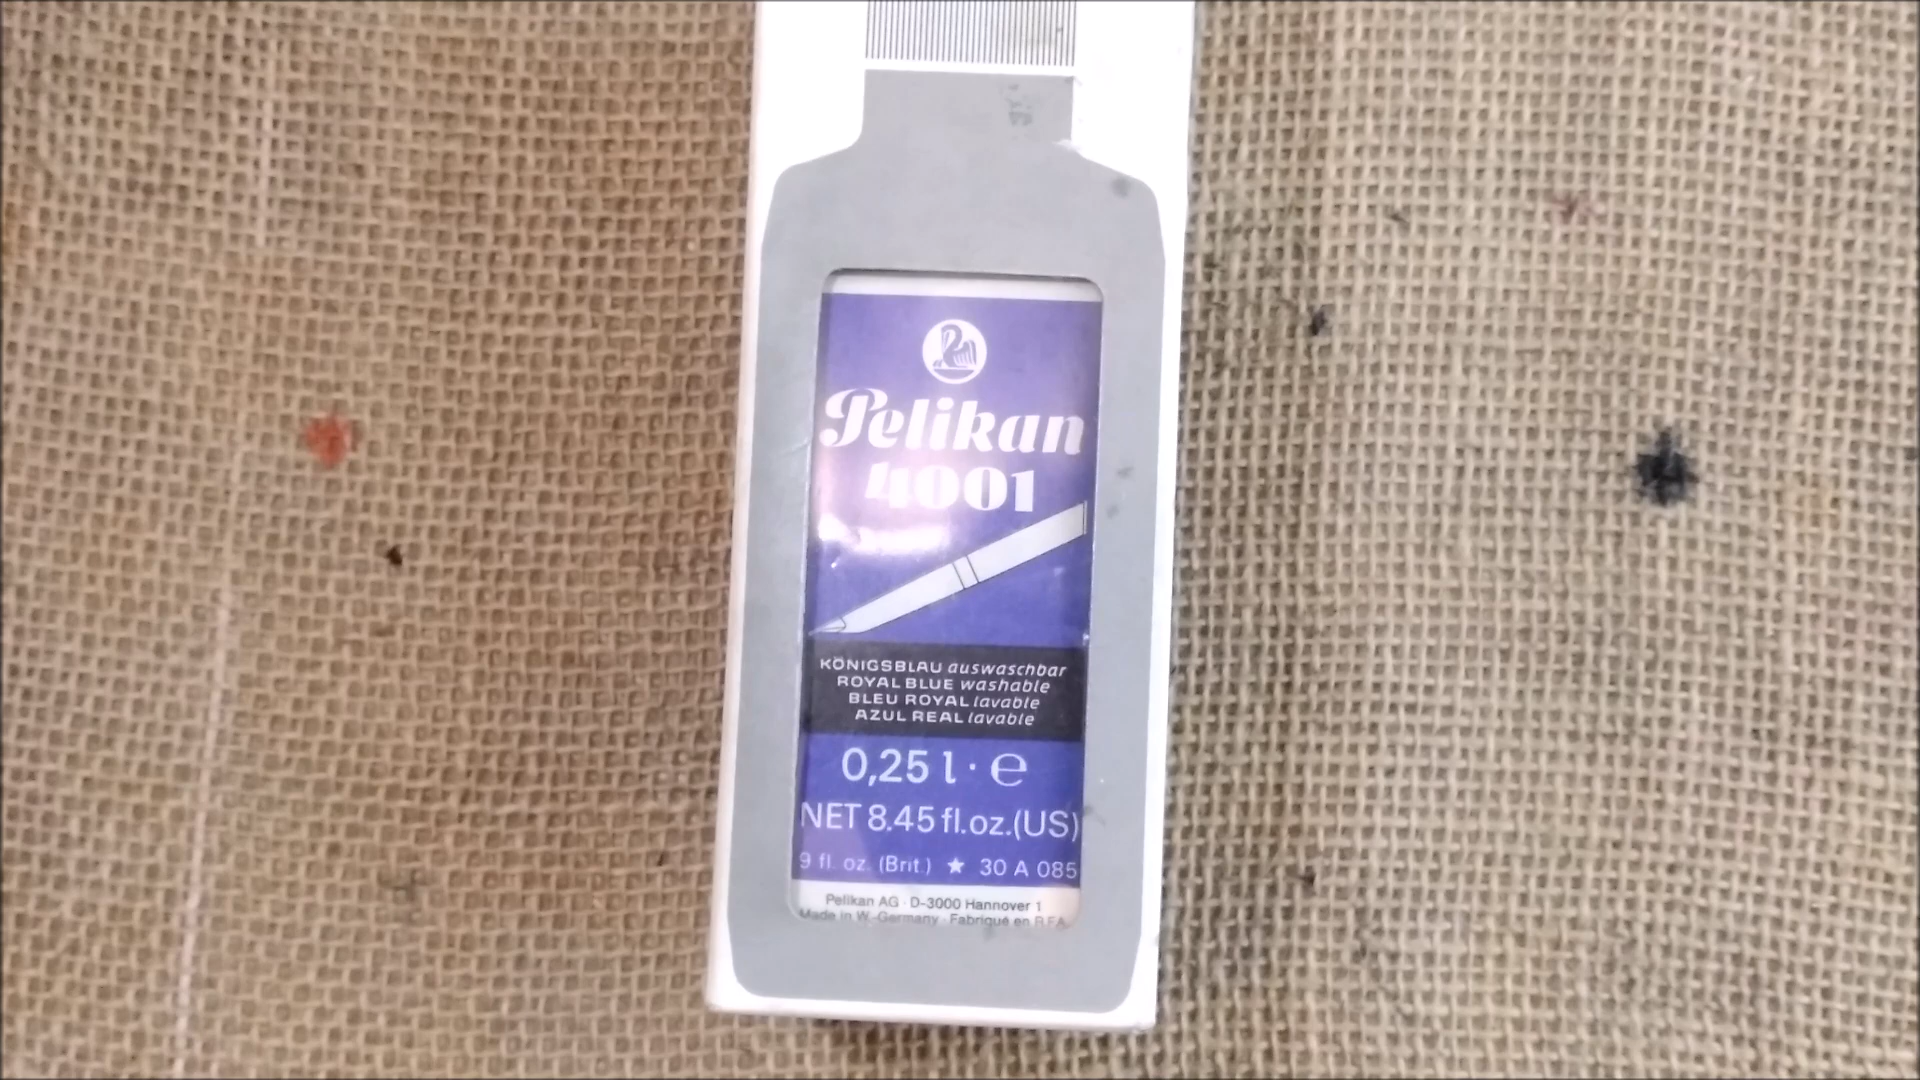 Pelikan
4001
KÖNIGSBLAU auswaschbar
ROYAL BLUE washable
BLEU ROYAL lavable
AZUL REAL lavable
0,25 l · ℮
NET 8.45 fl.oz.(US)
9 fl. oz. (Brit.) ★ 30 A 085
Pelikan AG · D-3000 Hannover 1
Made in W.-Germany · Fabriqué en R.F.A.